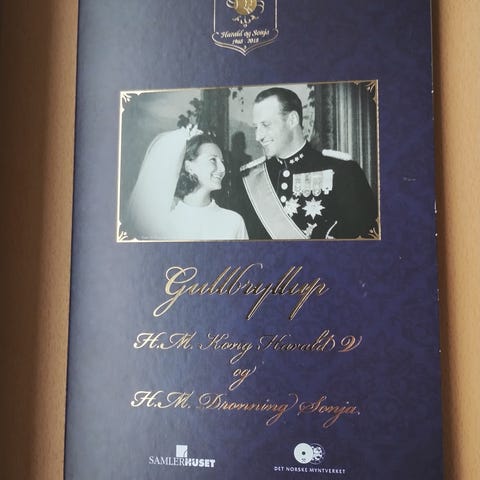 Harald og Sonja
1968 - 2018
Gullbryllup
H.M. Kong Harald V
og
H.M. Dronning Sonja
SAMLERHUSET
DET NORSKE MYNTVERKET